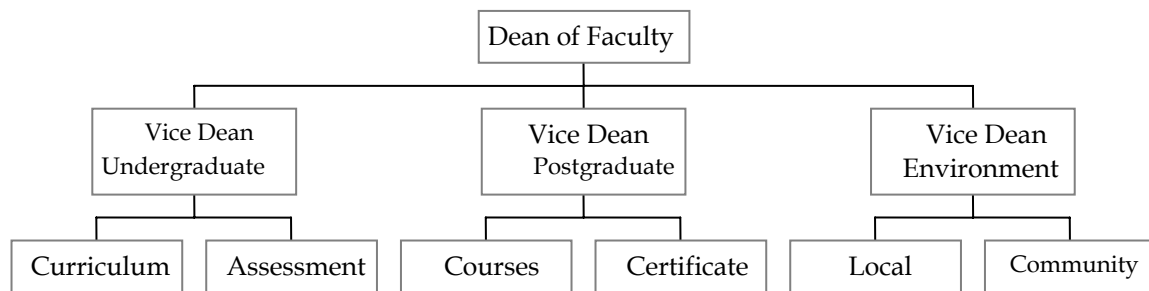 Dean of Faculty
Vice Dean
Undergraduate
Vice Dean
Postgraduate
Vice Dean
Environment
Curriculum
Assessment
Courses
Certificate
Local
Community